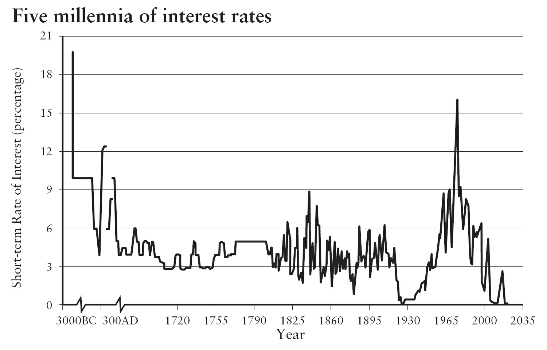 Five millennia of interest rates
Short-term Rate of Interest (percentage)
21
18
15
12
9
6
3
0
3000BC 300AD 1720 1755 1790 1825 1860 1895 1930 1965 2000 2035
Year